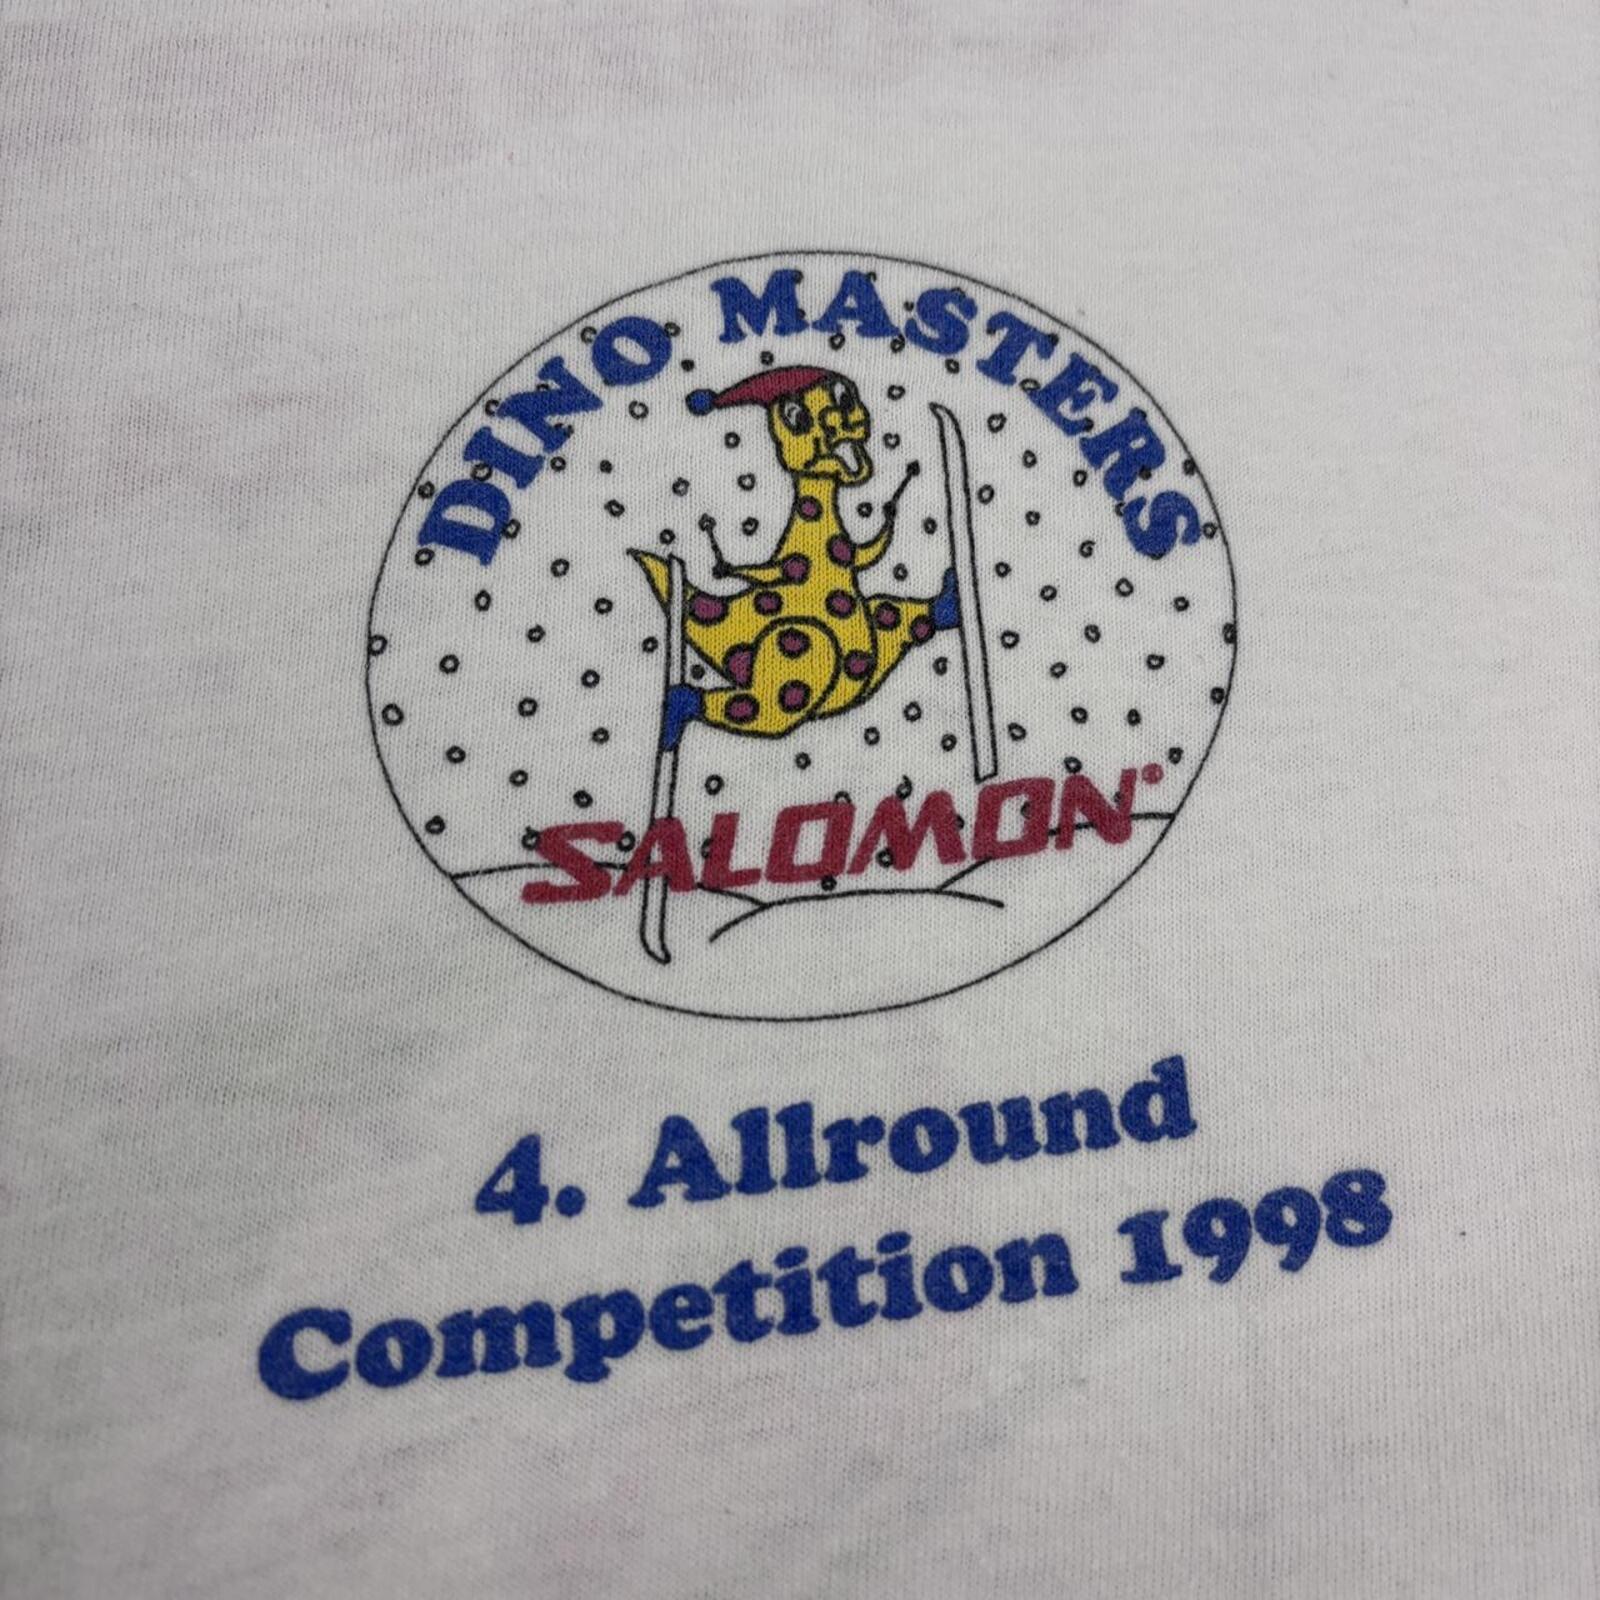 DINO MASTERS
SALOMON
4. Allround
Competition 1998